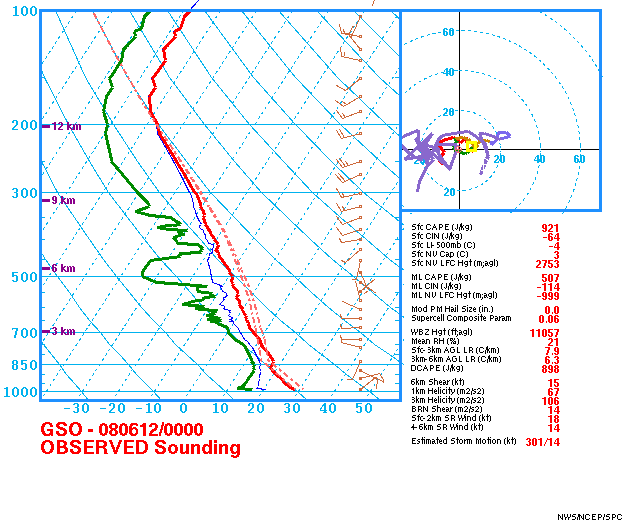 100
200
300
400
500
700
850
1000
12 km
9 km
6 km
3 km
-30 -20 -10 0 10 20 30 40 50
60
40
20
20 40 60
20
GSO - 080612/0000
OBSERVED Sounding
Sfc CAPE (J/kg) 921
Sfc CIN (J/kg) -64
Sfc LI-500mb (C) -4
Sfc NV Cap (C) 3
Sfc NV LFC Hgt (m;agl) 2753
ML CAPE (J/kg) 507
ML CIN (J/kg) -114
ML NV LFC Hgt (m;agl) -999
Mod PM Hail Size (in.) 0.0
Supercell Composite Param 0.06
WBZ Hgt (ft;agl) 11057
Mean RH (%) 21
Sfc-3km AGL LR (C/km) 7.9
3km-6km AGL LR (C/km) 6.3
DCAPE (J/kg) 898
6km Shear (kt) 15
1km Helicity (m2/s2) 67
3km Helicity (m2/s2) 106
BRN Shear (m2/s2) 14
Sfc-2km SR Wind (kt) 18
4-6km SR Wind (kt) 14
Estimated Storm Motion (kt) 301/14
NWS/NCEP/SPC